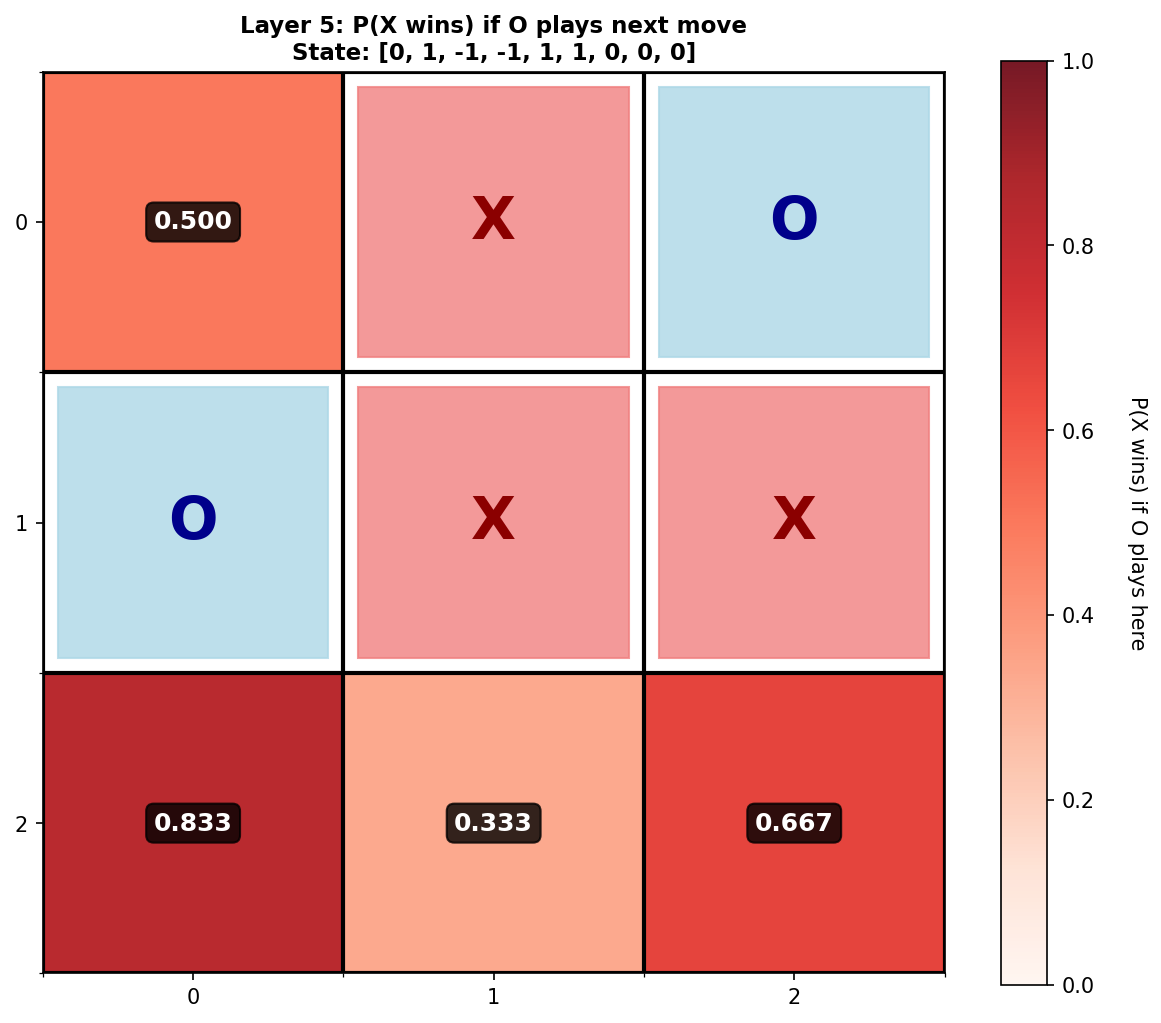 Layer 5: P(X wins) if O plays next move
State: [0, 1, -1, -1, 1, 1, 0, 0, 0]
0 0.500 X O
1 O X X
2 0.833 0.333 0.667
0 1 2
1.0
0.8
0.6
0.4
0.2
0.0
P(X wins) if O plays here